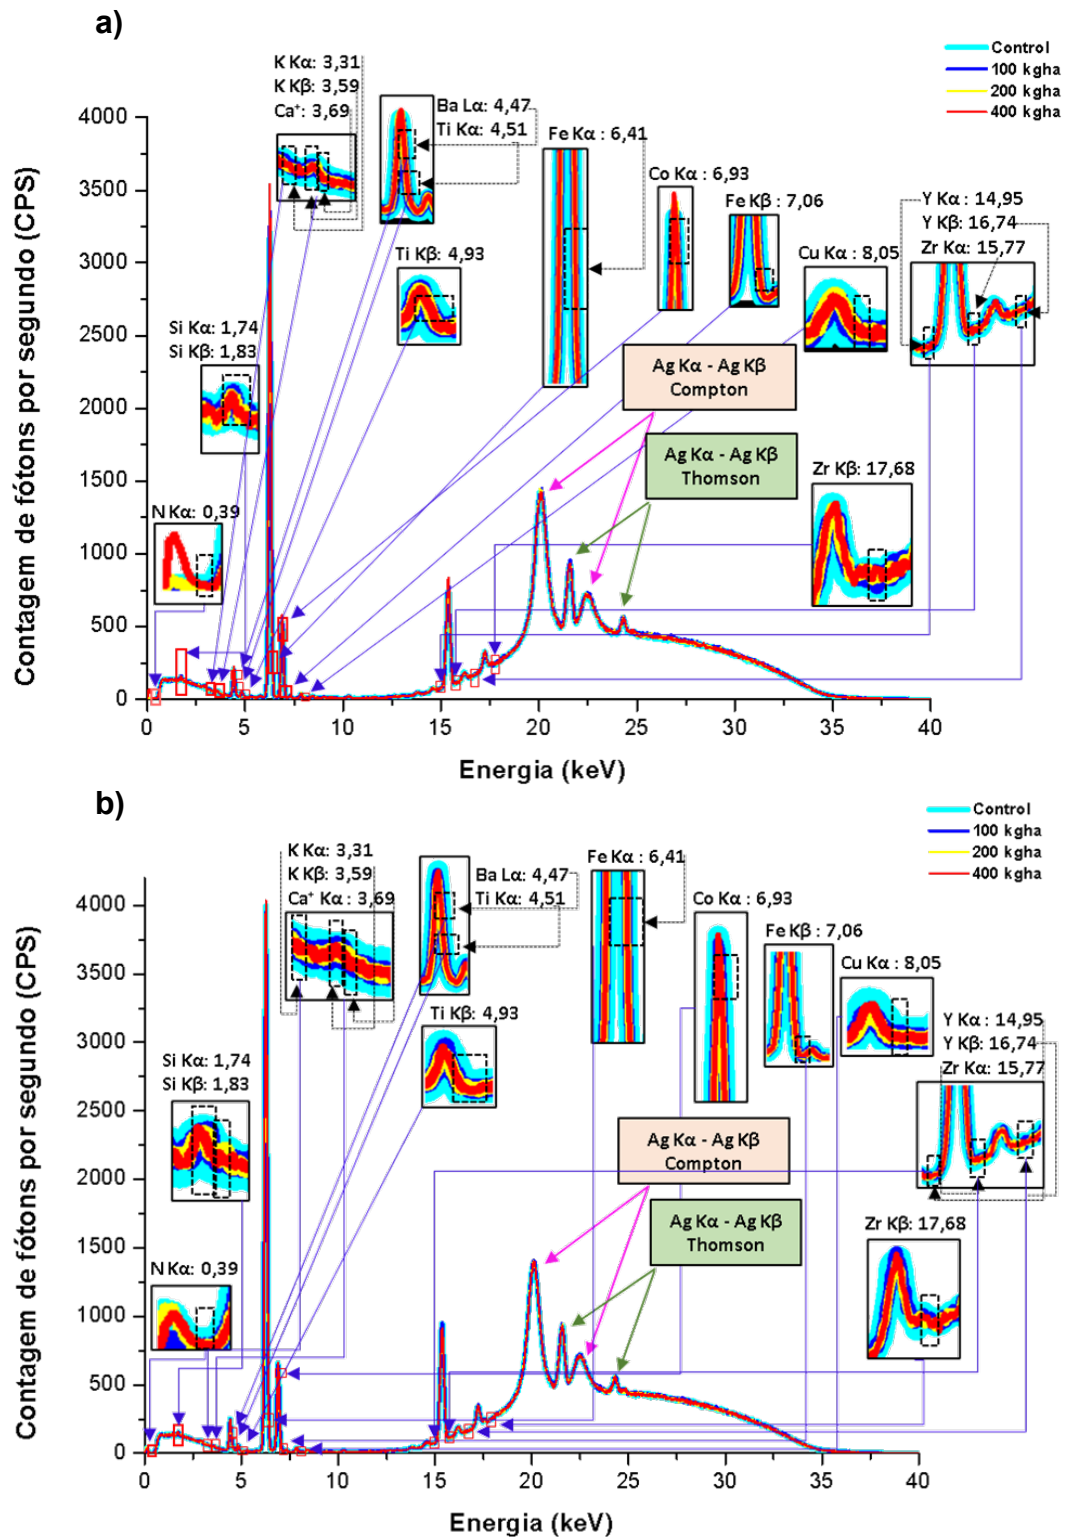 a)
Control
100 kgha
200 kgha
400 kgha
K Kα: 3,31
K Kβ: 3,59
Ca⁺: 3,69
Ba Lα: 4,47
Ti Kα: 4,51
Fe Kα : 6,41
Co Kα : 6,93
Fe Kβ : 7,06
Y Kα : 14,95
Y Kβ: 16,74
Zr Kα: 15,77
Ti Kβ: 4,93
Cu Kα : 8,05
Si Kα: 1,74
Si Kβ: 1,83
Ag Kα - Ag Kβ
Compton
Ag Kα - Ag Kβ
Thomson
Zr Kβ: 17,68
N Kα: 0,39
Contagem de fótons por segundo (CPS)
4000
3500
3000
2500
2000
1500
1000
500
0
0 5 10 15 20 25 30 35 40
Energia (keV)
b)
Control
100 kgha
200 kgha
400 kgha
K Kα: 3,31
K Kβ: 3,59
Ca⁺ Kα : 3,69
Ba Lα: 4,47
Ti Kα: 4,51
Fe Kα : 6,41
Co Kα : 6,93
Fe Kβ : 7,06
Cu Kα : 8,05
Ti Kβ: 4,93
Y Kα : 14,95
Y Kβ : 16,74
Zr Kα: 15,77
Si Kα: 1,74
Si Kβ: 1,83
Ag Kα - Ag Kβ
Compton
Ag Kα - Ag Kβ
Thomson
Zr Kβ: 17,68
N Kα: 0,39
Contagem de fótons por segundo (CPS)
4000
3500
3000
2500
2000
1500
1000
500
0
0 5 10 15 20 25 30 35 40
Energia (keV)